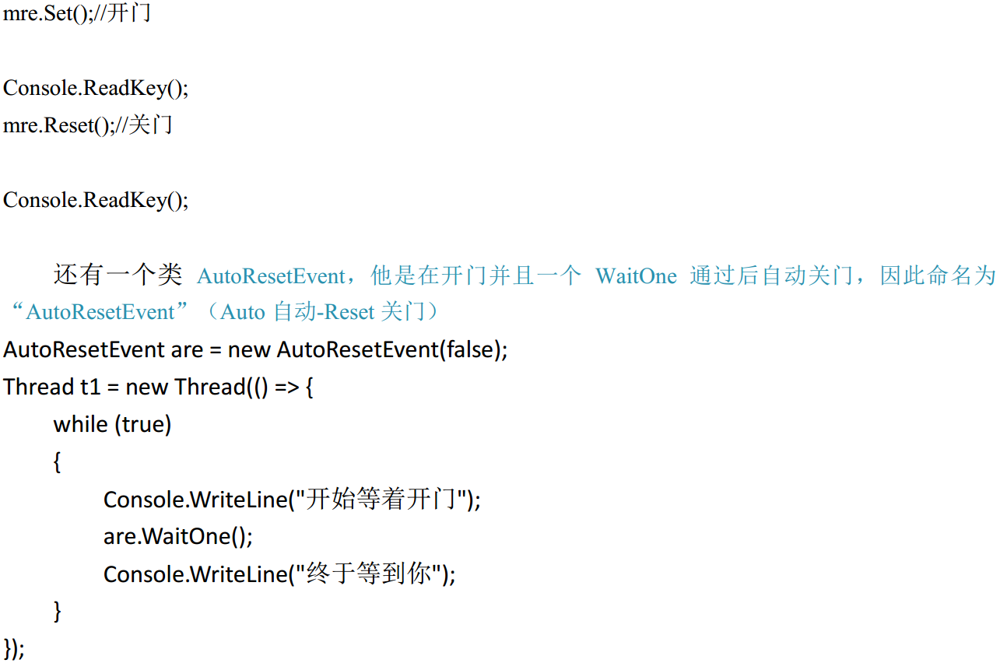 mre.Set();//开门
Console.ReadKey();
mre.Reset();//关门
Console.ReadKey();
还有一个类 AutoResetEvent，他是在开门并且一个 WaitOne 通过后自动关门，因此命名为
“AutoResetEvent”（Auto 自动-Reset 关门）
AutoResetEvent are = new AutoResetEvent(false);
Thread t1 = new Thread(() => {
while (true)
{
Console.WriteLine("开始等着开门");
are.WaitOne();
Console.WriteLine("终于等到你");
}
});